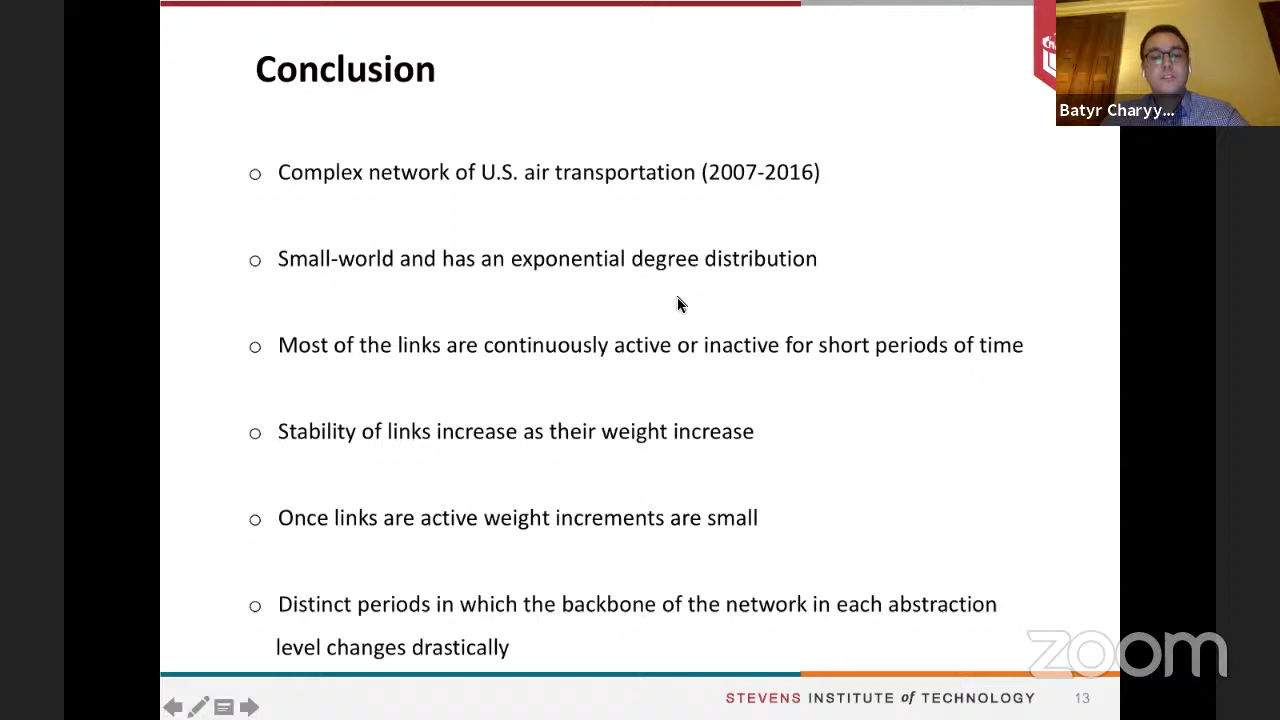 Conclusion
Batyr Charyy...
○ Complex network of U.S. air transportation (2007-2016)
○ Small-world and has an exponential degree distribution
○ Most of the links are continuously active or inactive for short periods of time
○ Stability of links increase as their weight increase
○ Once links are active weight increments are small
○ Distinct periods in which the backbone of the network in each abstraction
level changes drastically
zoom
STEVENS INSTITUTE of TECHNOLOGY 13